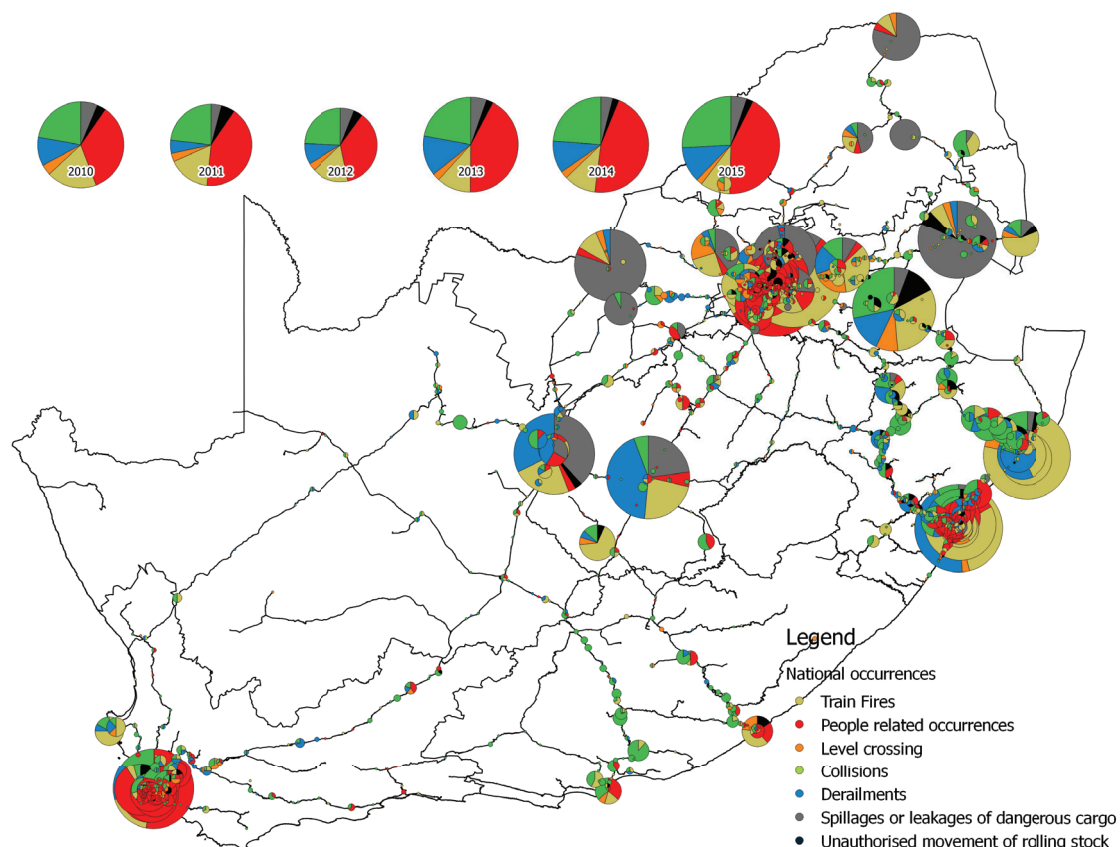 2010
2011
2012
2013
2014
2015
Legend
National occurrences
Train Fires
People related occurrences
Level crossing
Collisions
Derailments
Spillages or leakages of dangerous cargo
Unauthorised movement of rolling stock